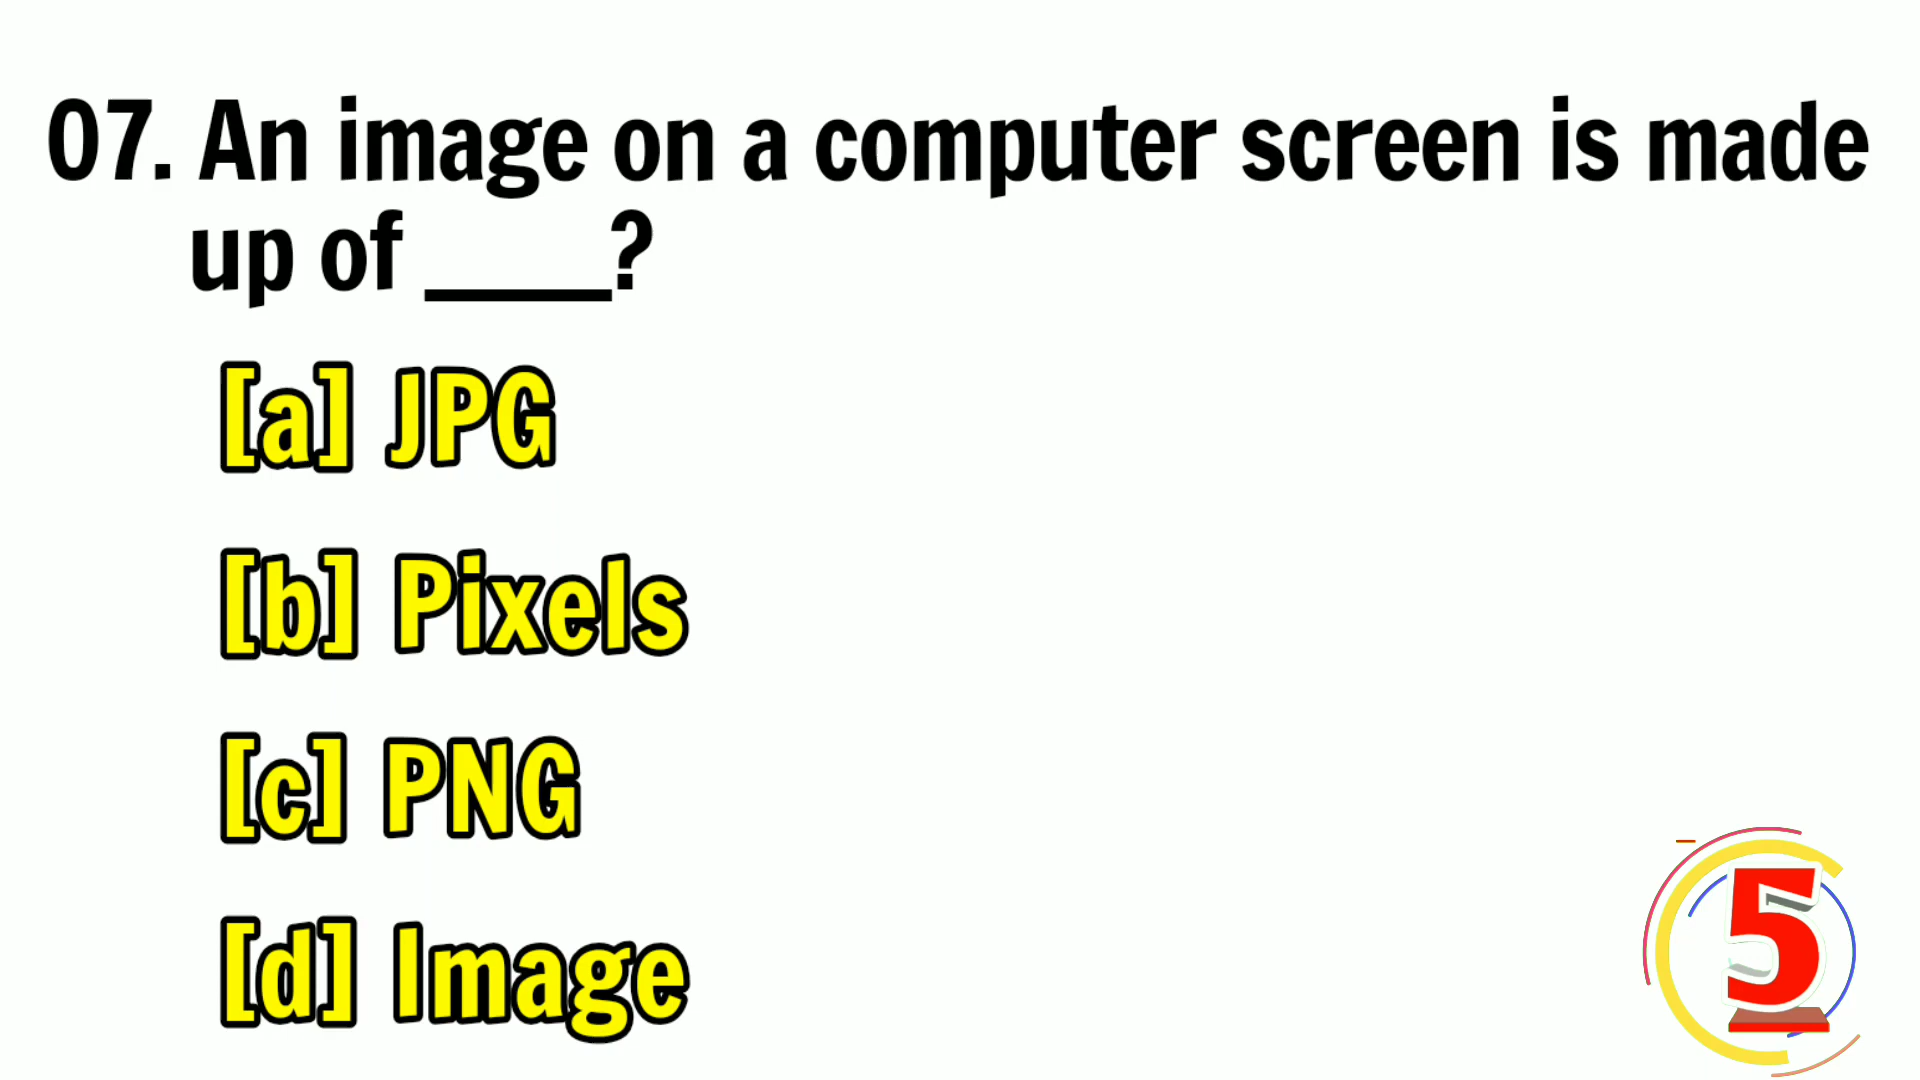 07. An image on a computer screen is made
up of ____?
[a] JPG
[b] Pixels
[c] PNG
[d] Image
5